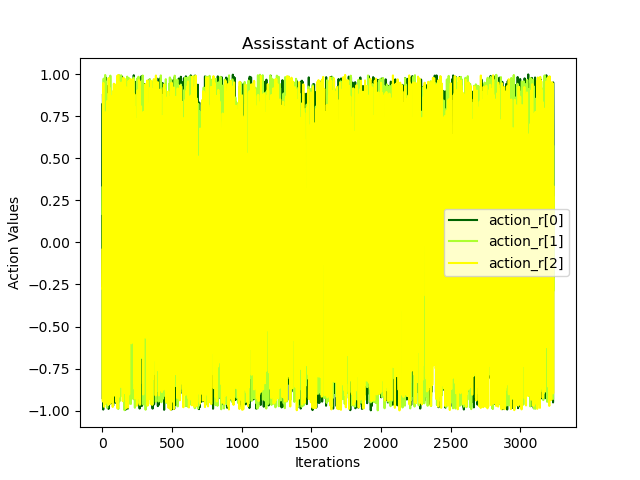 Assisstant of Actions
Action Values
1.00
0.75
0.50
0.25
0.00
−0.25
−0.50
−0.75
−1.00
action_r[0]
action_r[1]
action_r[2]
0 500 1000 1500 2000 2500 3000
Iterations